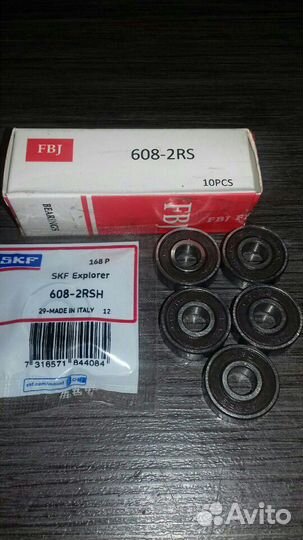 FBJ
608-2RS
10PCS
BEARINGS
FBJ
FBJ
SKF
168 P
SKF Explorer
608-2RSH
29-MADE IN ITALY 12
7 316571 844084
Avito